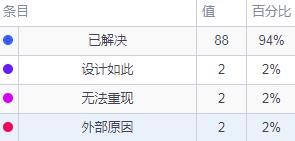 条目 值 百分比
已解决 88 94%
设计如此 2 2%
无法重现 2 2%
外部原因 2 2%